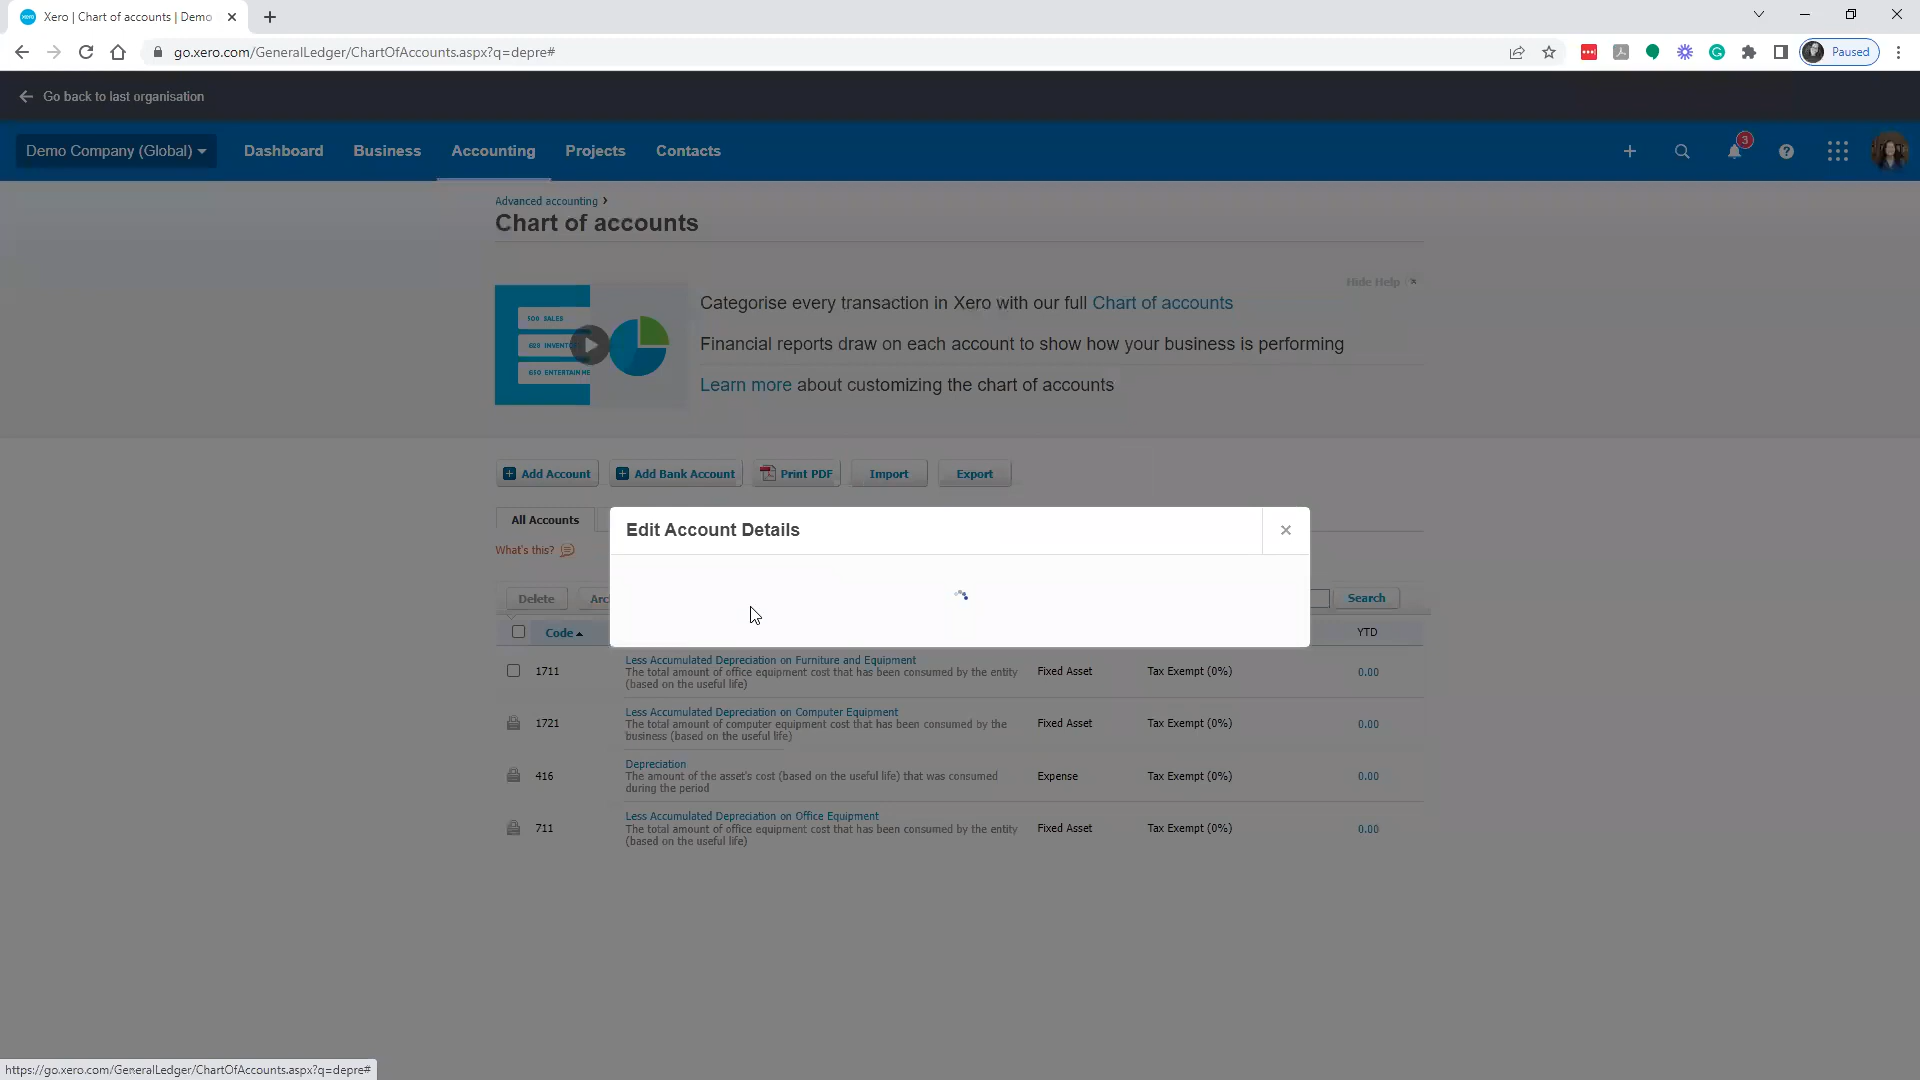 Xero | Chart of accounts | Demo
go.xero.com/GeneralLedger/ChartOfAccounts.aspx?q=depre#
Paused
Go back to last organisation
Demo Company (Global)
Dashboard
Business
Accounting
Projects
Contacts
3
Advanced accounting
Chart of accounts
Hide Help
500 SALES
Categorise every transaction in Xero with our full Chart of accounts
Financial reports draw on each account to show how your business is performing
650 ENTERTAINME
Learn more about customizing the chart of accounts
Add Account
Add Bank Account
Print PDF
Import
Export
All Accounts
Edit Account Details
What's this?
Delete
Arc
Search
Code
YTD
1711
Less Accumulated Depreciation on Furniture and Equipment
The total amount of office equipment cost that has been consumed by the entity
(based on the useful life)
Fixed Asset
Tax Exempt (0%)
0.00
1721
Less Accumulated Depreciation on Computer Equipment
The total amount of computer equipment cost that has been consumed by the
business (based on the useful life)
Fixed Asset
Tax Exempt (0%)
0.00
416
Depreciation
The amount of the asset's cost (based on the useful life) that was consumed
during the period
Expense
Tax Exempt (0%)
0.00
711
Less Accumulated Depreciation on Office Equipment
The total amount of office equipment cost that has been consumed by the entity
(based on the useful life)
Fixed Asset
Tax Exempt (0%)
0.00
https://go.xero.com/GeneralLedger/ChartOfAccounts.aspx?q=depre#